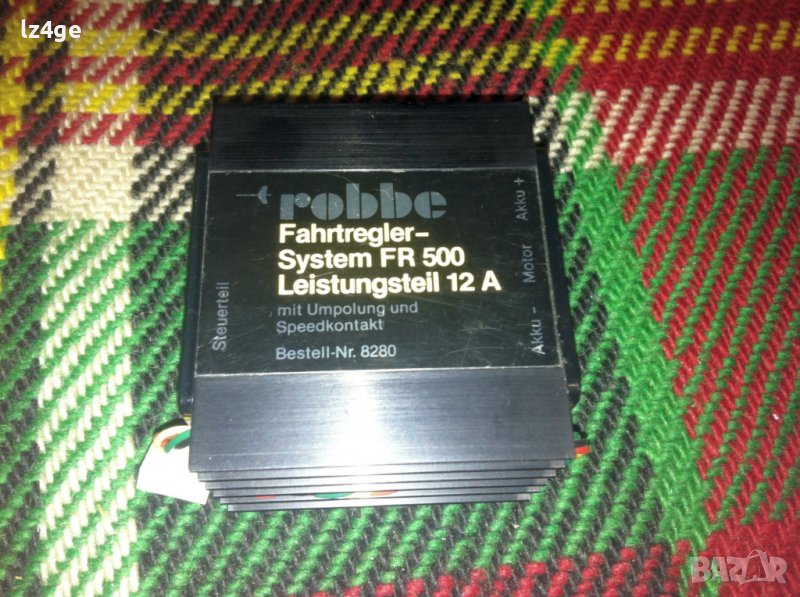 lz4ge
robbe
Fahrtregler-
System FR 500
Leistungsteil 12 A
mit Umpolung und
Speedkontakt
Bestell-Nr. 8280
Steuerteil
Akku -
Motor
Akku +
BAZAR